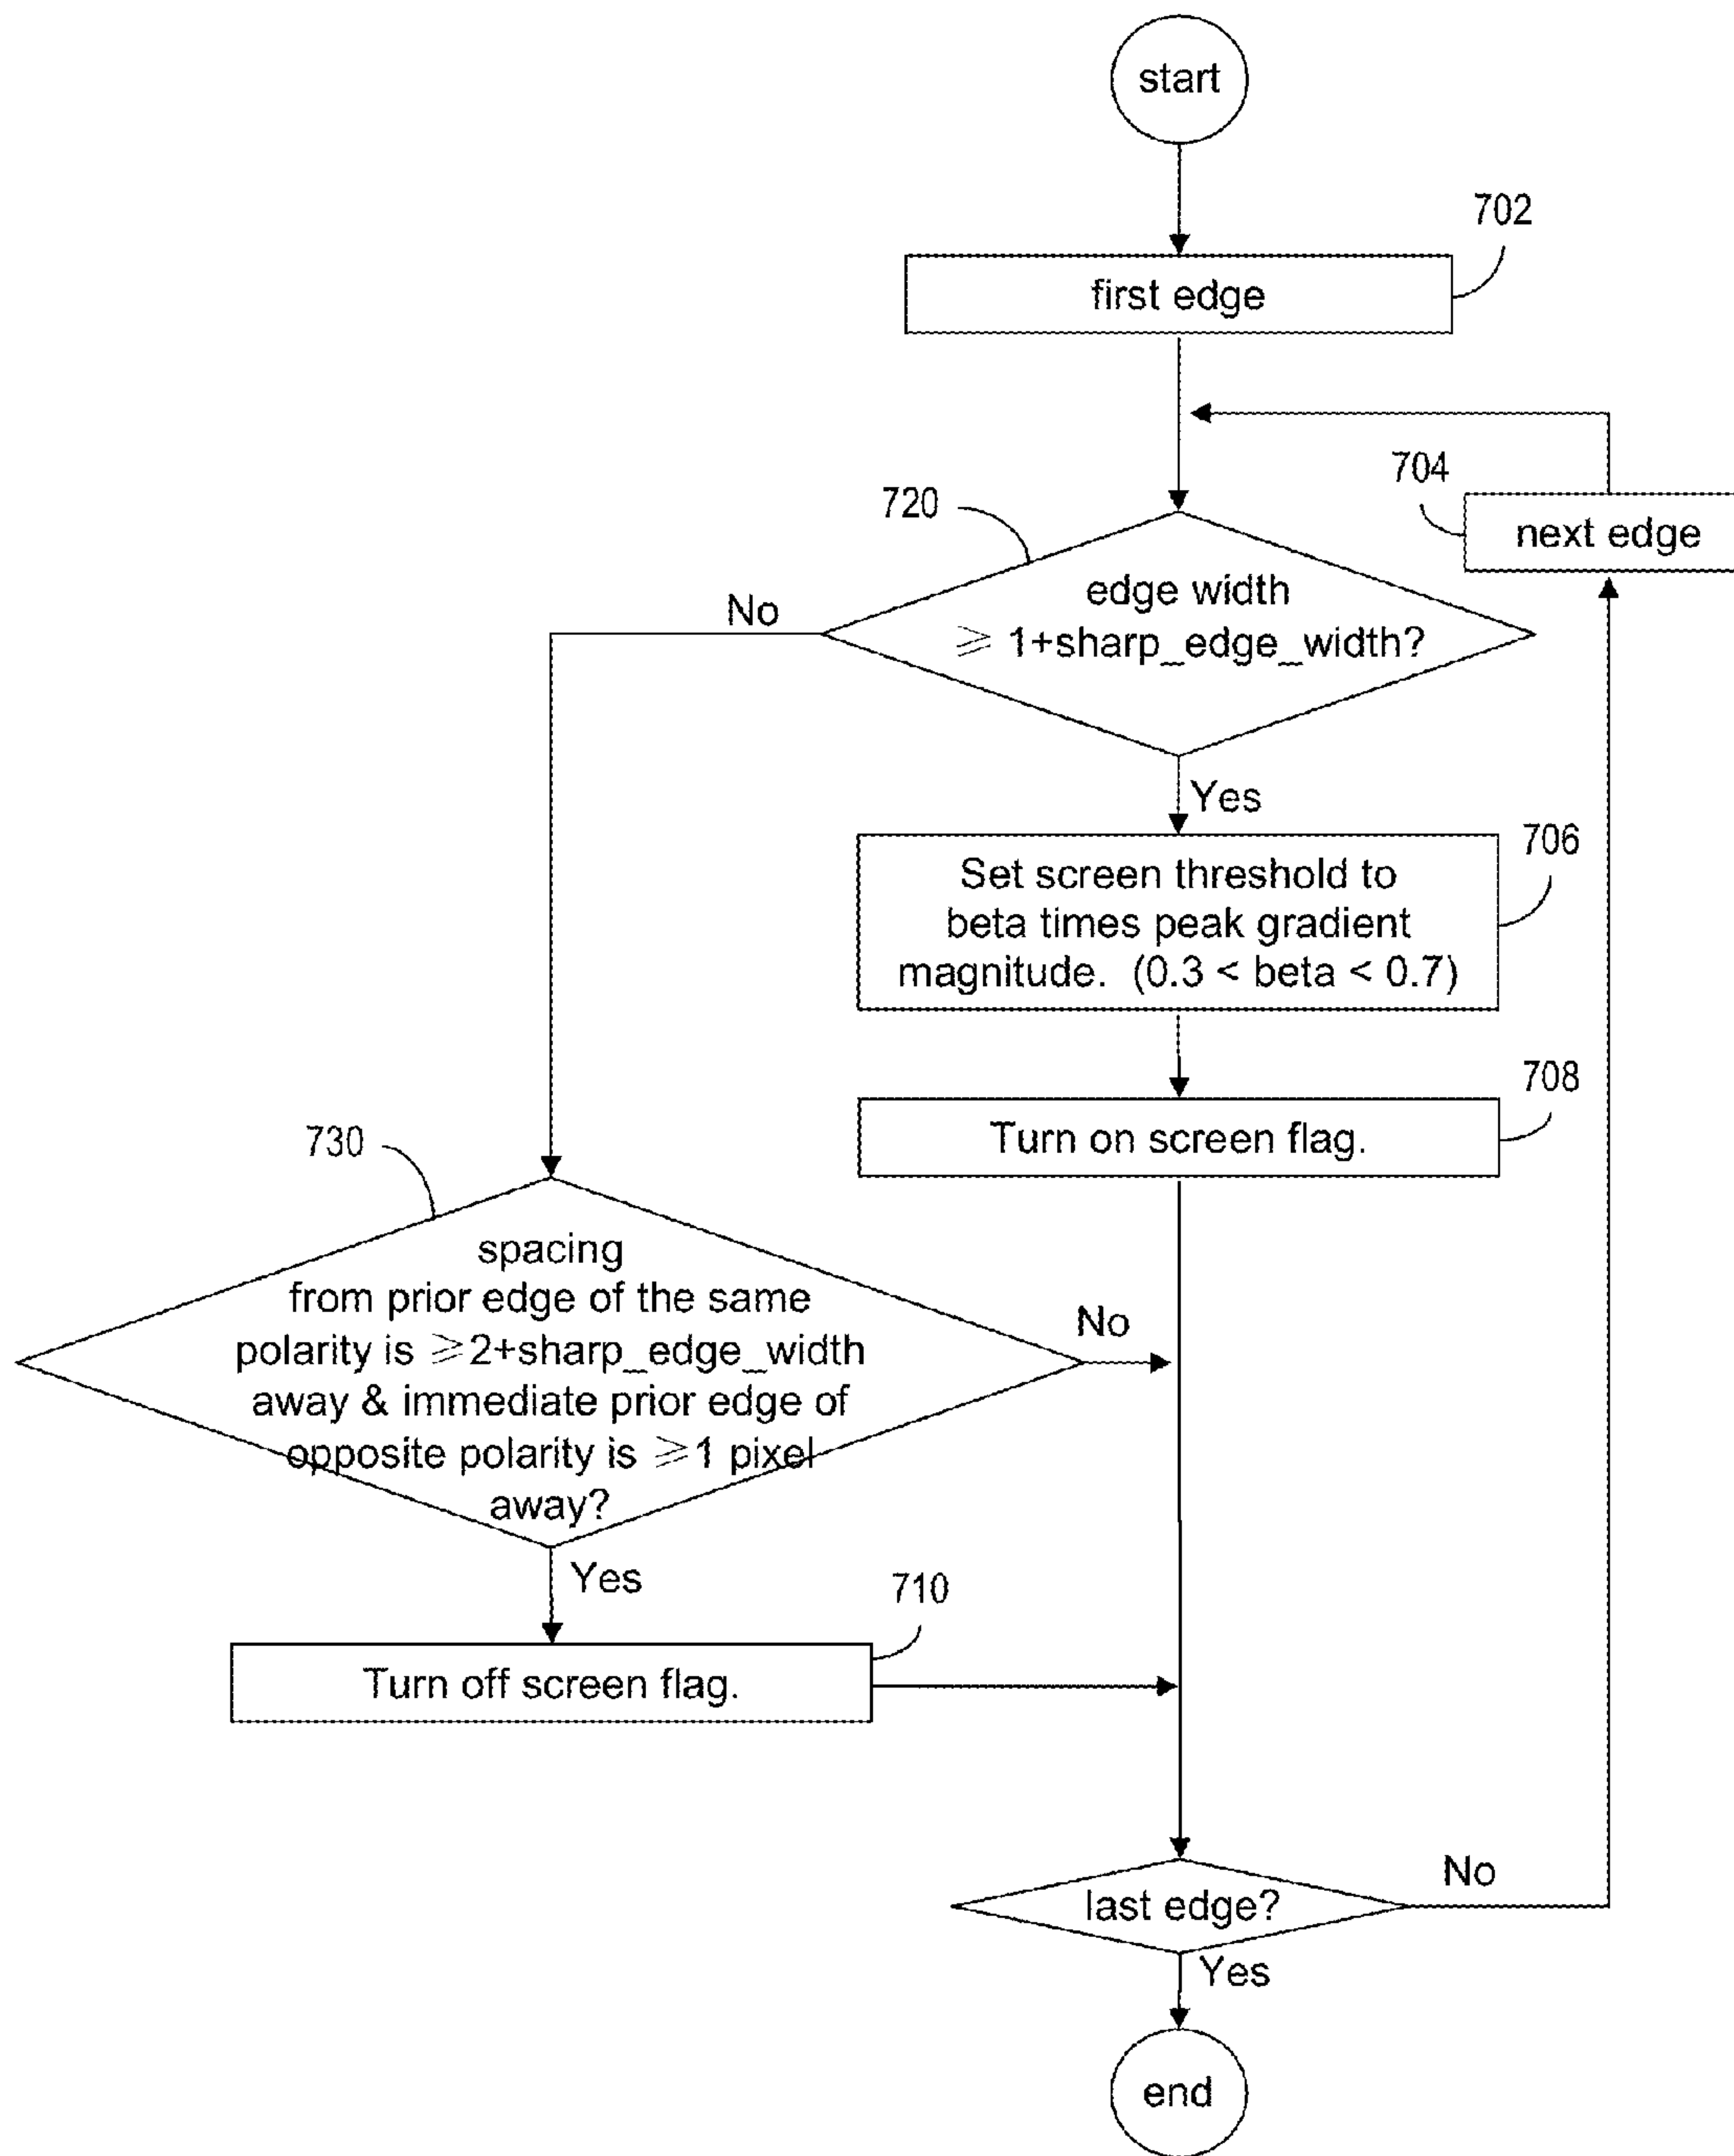 start
702
first edge
704
next edge
720
edge width
≥ 1+sharp_edge_width?
No
Yes
706
Set screen threshold to
beta times peak gradient
magnitude. (0.3 < beta < 0.7)
708
Turn on screen flag.
730
spacing
from prior edge of the same
polarity is ≥2+sharp_edge_width
away & immediate prior edge of
opposite polarity is ≥1 pixel
away?
No
Yes
710
Turn off screen flag.
last edge?
No
Yes
end